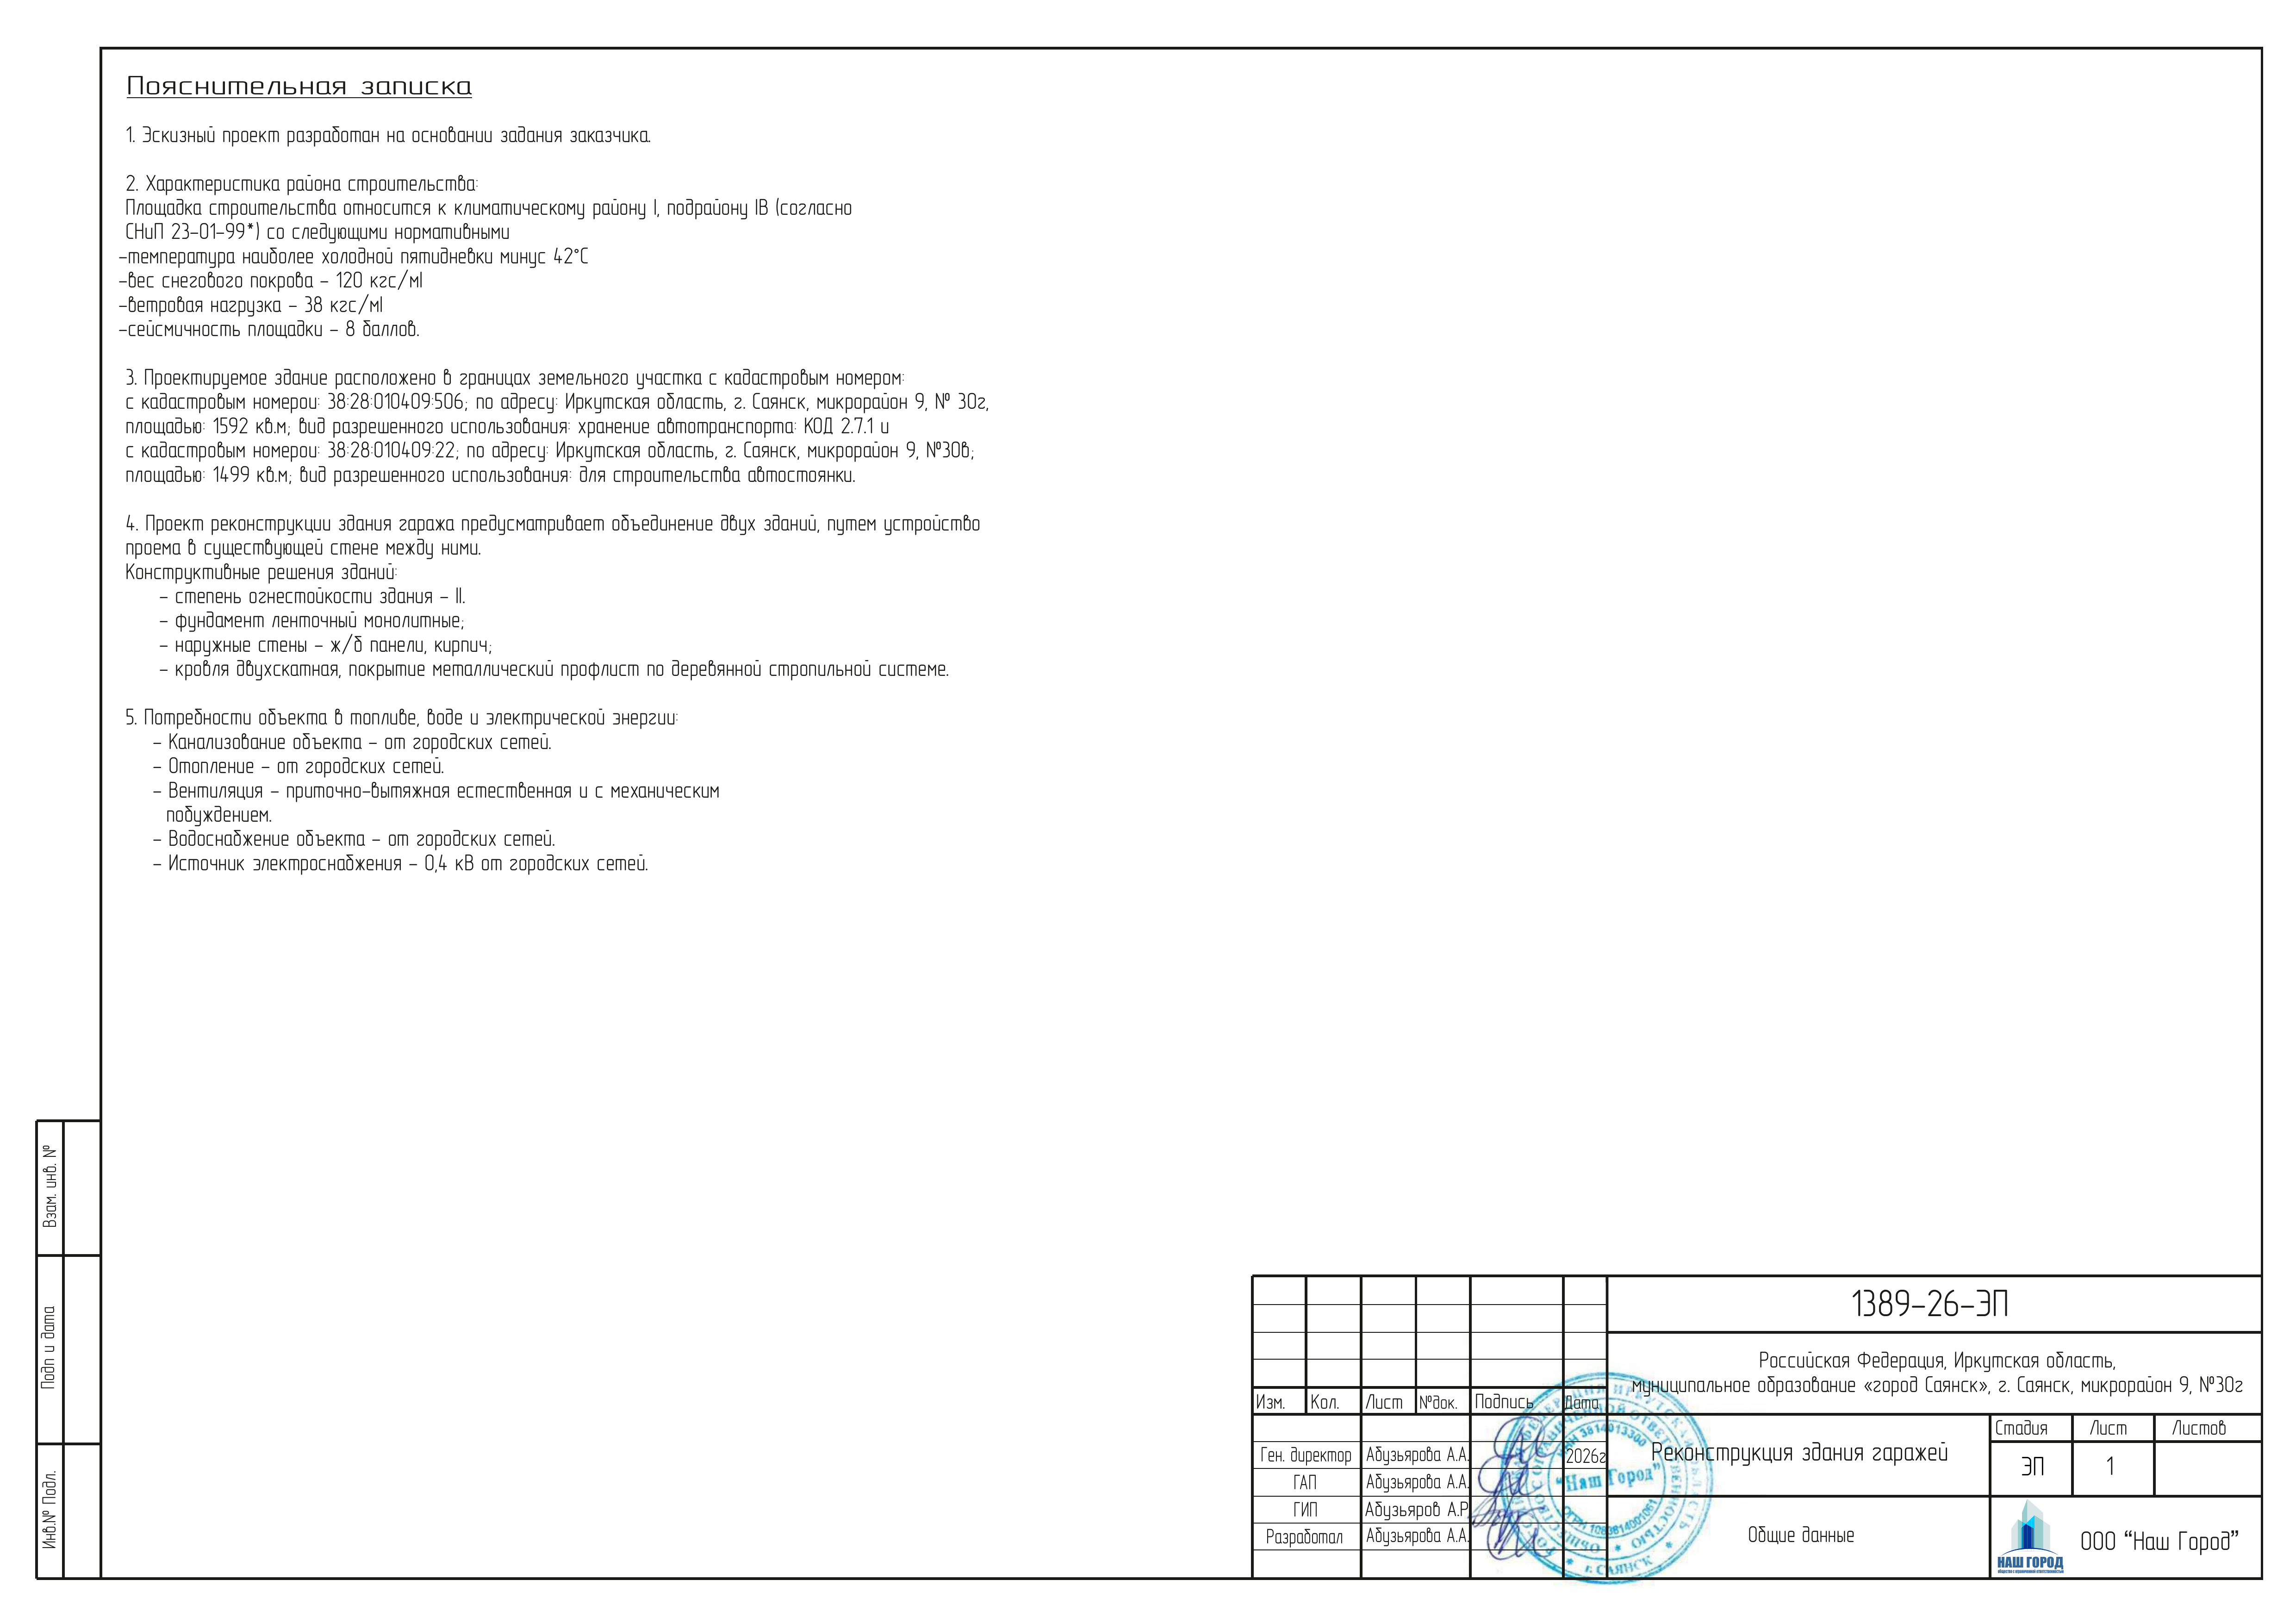 Пояснительная записка
1. Эскизный проект разработан на основании задания заказчика.
2. Характеристика района строительства:
Площадка строительства относится к климатическому району I, подрайону IВ (согласно
СНиП 23-01-99*) со следующими нормативными
-температура наиболее холодной пятидневки минус 42°С
-вес снегового покрова - 120 кгс/мl
-ветровая нагрузка - 38 кгс/мl
-сейсмичность площадки - 8 баллов.
3. Проектируемое здание расположено в границах земельного участка с кадастровым номером:
с кадастровым номерои: 38:28:010409:506; по адресу: Иркутская область, г. Саянск, микрорайон 9, № 30г,
площадью: 1592 кв.м; вид разрешенного использования: хранение автотранспорта: КОД 2.7.1 и
с кадастровым номерои: 38:28:010409:22; по адресу: Иркутская область, г. Саянск, микрорайон 9, №30в;
площадью: 1499 кв.м; вид разрешенного использования: для строительства автостоянки.
4. Проект реконструкции здания гаража предусматривает объединение двух зданий, путем устройство
проема в существующей стене между ними.
Конструктивные решения зданий:
- степень огнестойкости здания - II.
- фундамент ленточный монолитные;
- наружные стены - ж/б панели, кирпич;
- кровля двухскатная, покрытие металлический профлист по деревянной стропильной системе.
5. Потребности объекта в топливе, воде и электрической энергии:
- Канализование объекта - от городских сетей.
- Отопление - от городских сетей.
- Вентиляция - приточно-вытяжная естественная и с механическим
побуждением.
- Водоснабжение объекта - от городских сетей.
- Источник электроснабжения - 0,4 кВ от городских сетей.
Взам. инв. №
Подп и дата
Инв.№ Подл.
1389-26-ЭП
Российская Федерация, Иркутская область,
муниципальное образование «город Саянск», г. Саянск, микрорайон 9, №30г
Изм. Кол. Лист №док. Подпись Дата
Ген. директор Абузьярова А.А. 2026г
ГАП Абузьярова А.А.
ГИП Абузьяров А.Р.
Разработал Абузьярова А.А.
Реконструкция здания гаражей
Стадия Лист Листов
ЭП 1
Общие данные
НАШ ГОРОД
ООО “Наш Город”
“Наш Город”
ИНН 3814013300
г. САЯНСК